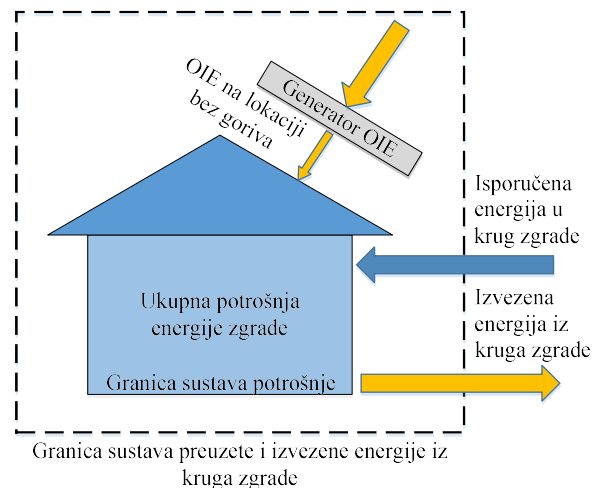 OIE na lokaciji
bez goriva
Generator OIE
Isporučena
energija u
krug zgrade
Ukupna potrošnja
energije zgrade
Izvezena
energija iz
kruga zgrade
Granica sustava potrošnje
Granica sustava preuzete i izvezene energije iz
kruga zgrade